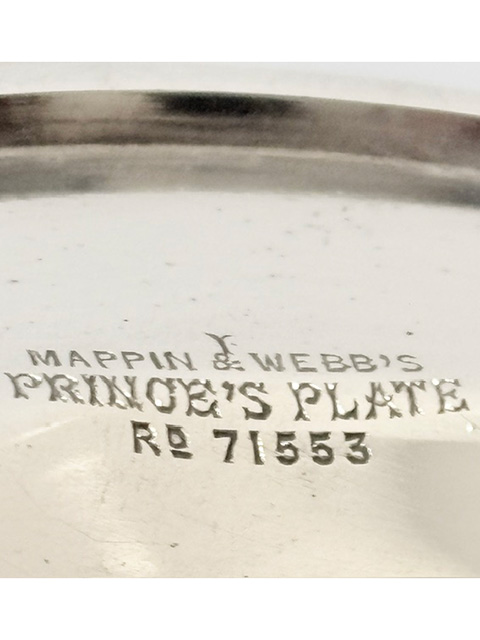 Y
MAPPIN & WEBB'S
PRINCE'S PLATE
RD 71553